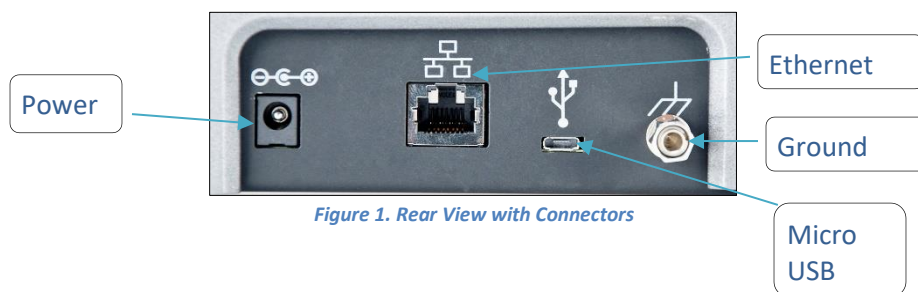 Power
Ethernet
Ground
Figure 1. Rear View with Connectors
Micro
USB